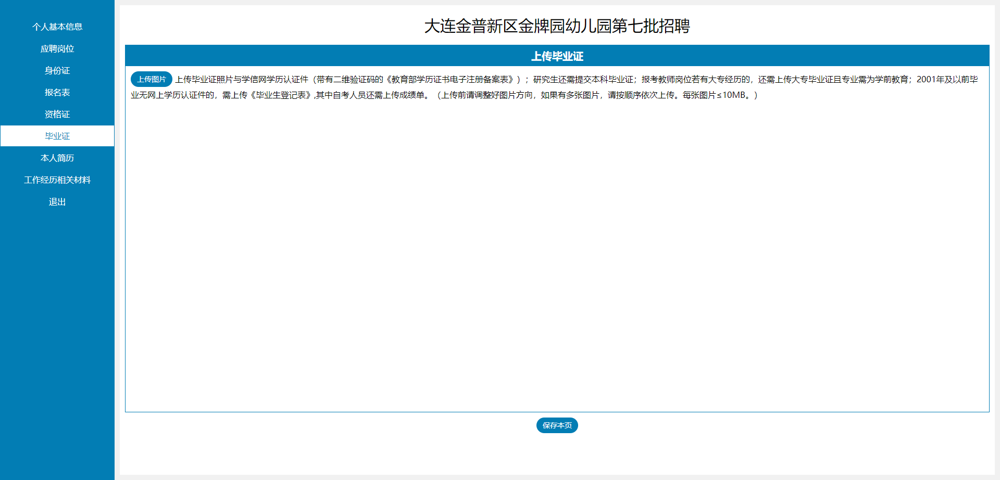 个人基本信息
应聘岗位
身份证
报名表
资格证
毕业证
本人简历
工作经历相关材料
退出
大连金普新区金牌园幼儿园第七批招聘
上传毕业证
上传图片 上传毕业证照片与学信网学历认证件（带有二维验证码的《教育部学历证书电子注册备案表》）；研究生还需提交本科毕业证；报考教师岗位若有大专经历的，还需上传大专毕业证且专业需为学前教育；2001年及以前毕
业无网上学历认证件的，需上传《毕业生登记表》,其中自考人员还需上传成绩单。（上传前请调整好图片方向，如果有多张图片，请按顺序依次上传。每张图片≤10MB。）
保存本页